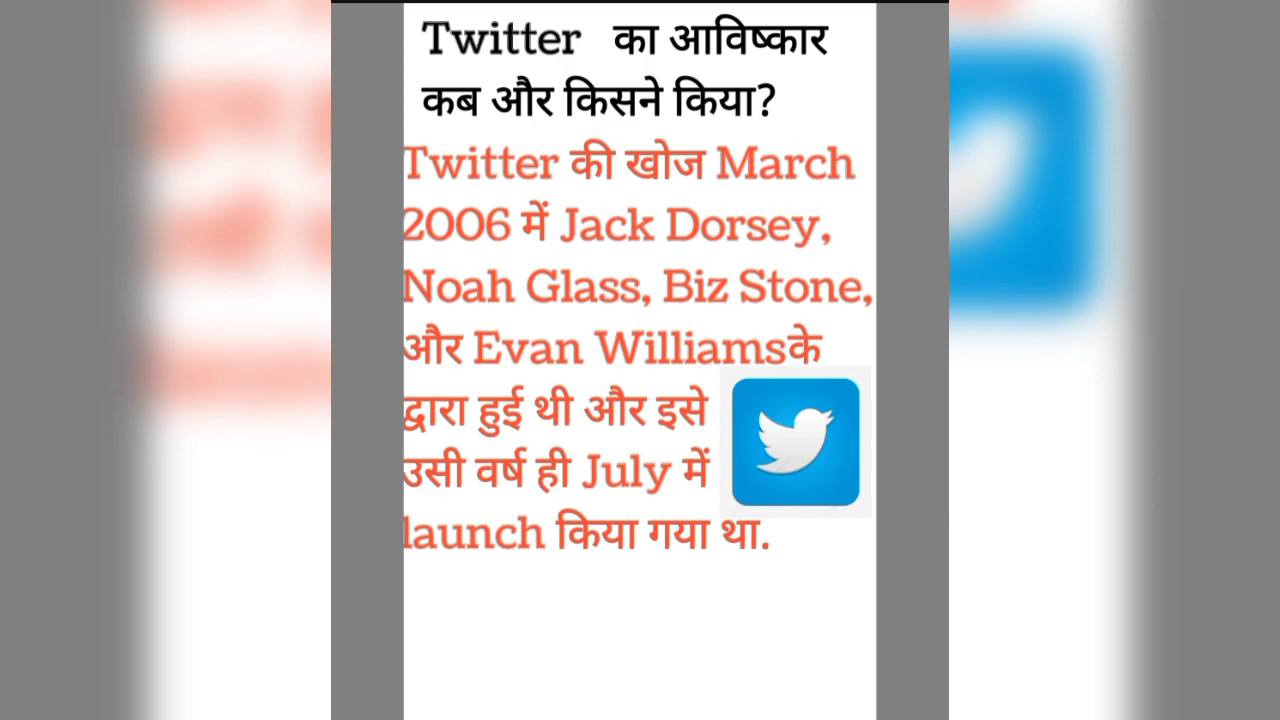 Twitter का आविष्कार
कब और किसने किया?
Twitter की खोज March
2006 में Jack Dorsey,
Noah Glass, Biz Stone,
और Evan Williamsके
द्वारा हुई थी और इसे
उसी वर्ष ही July में
launch किया गया था.